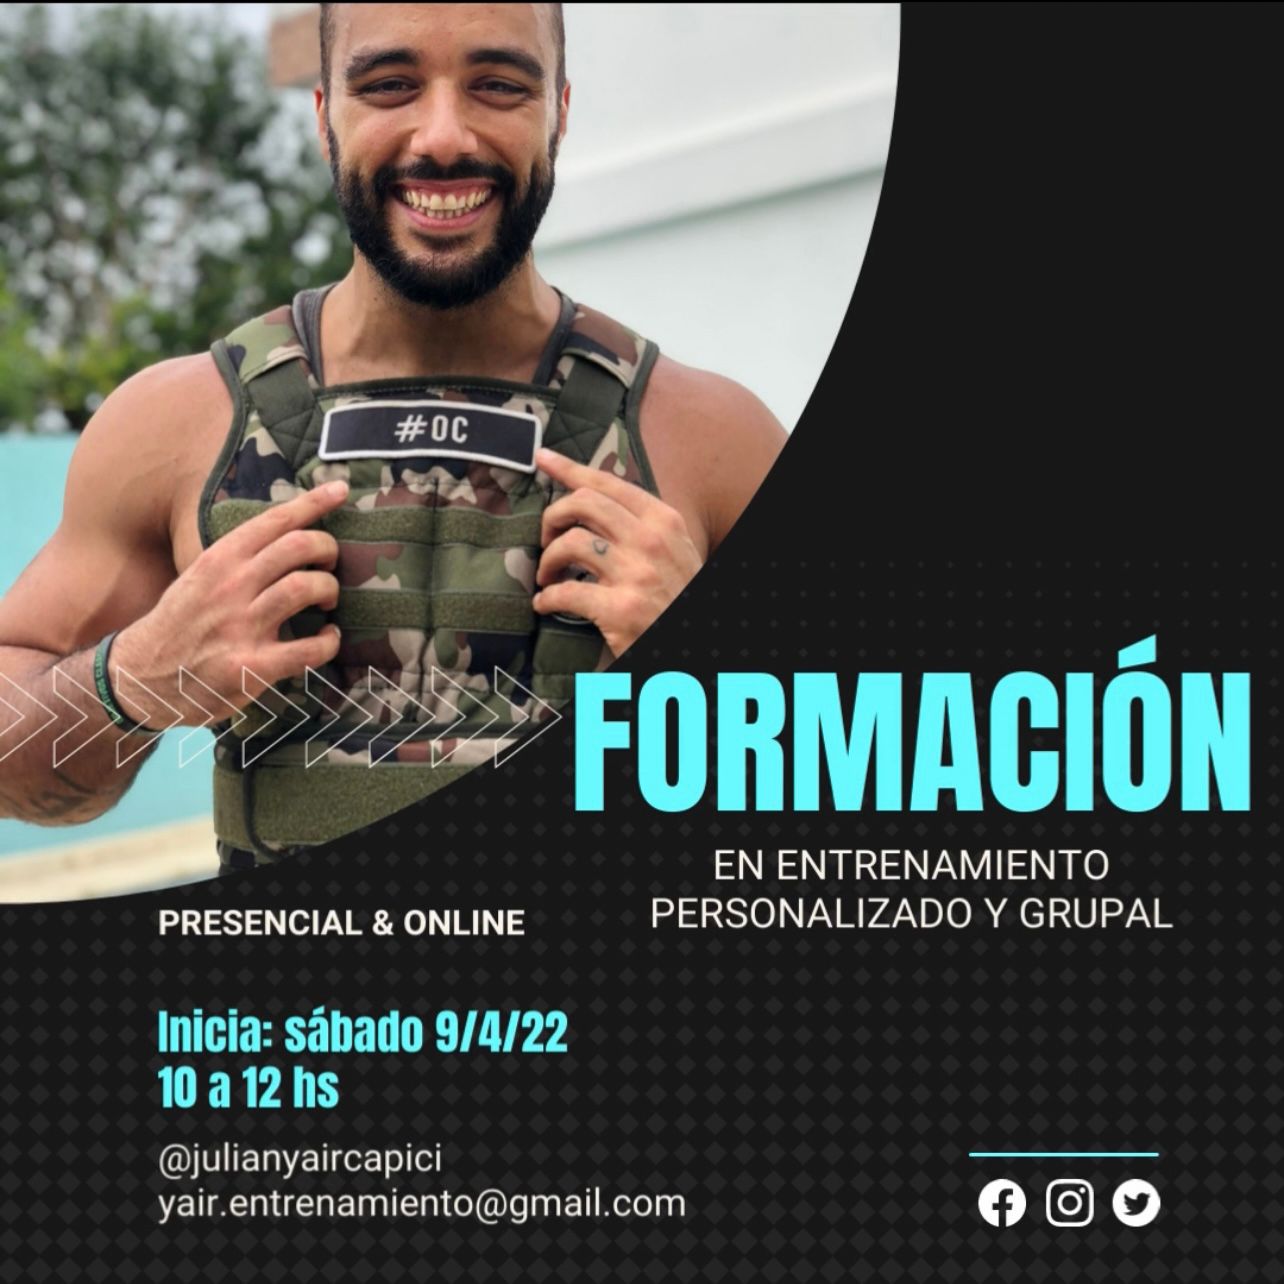 #OC
FORMACIÓN
EN ENTRENAMIENTO
PERSONALIZADO Y GRUPAL
PRESENCIAL & ONLINE
Inicia: sábado 9/4/22
10 a 12 hs
@julianyaircapici
yair.entrenamiento@gmail.com